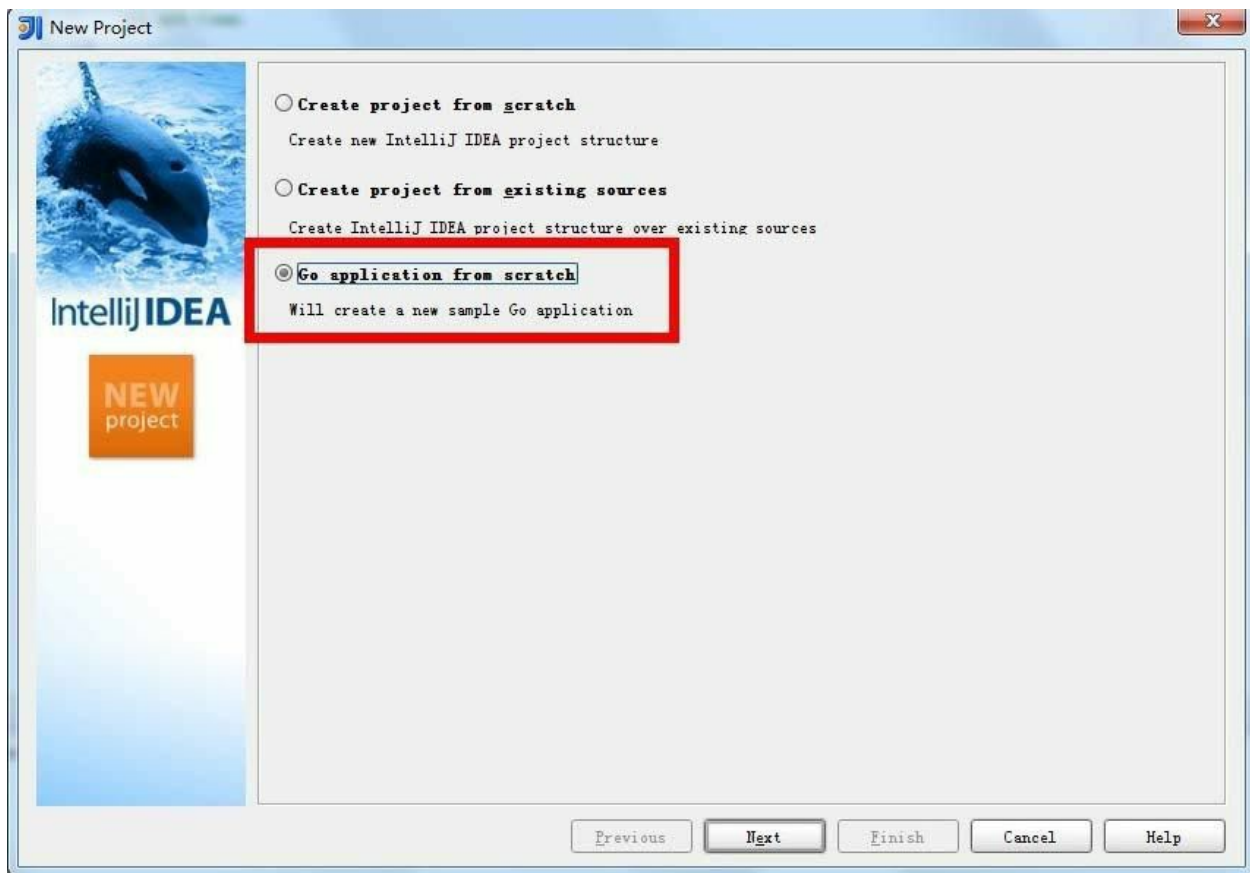 New Project
Create project from scratch
Create new IntelliJ IDEA project structure
Create project from existing sources
Create IntelliJ IDEA project structure over existing sources
Go application from scratch
Will create a new sample Go application
IntelliJ IDEA
NEW
project
Previous Next Finish Cancel Help